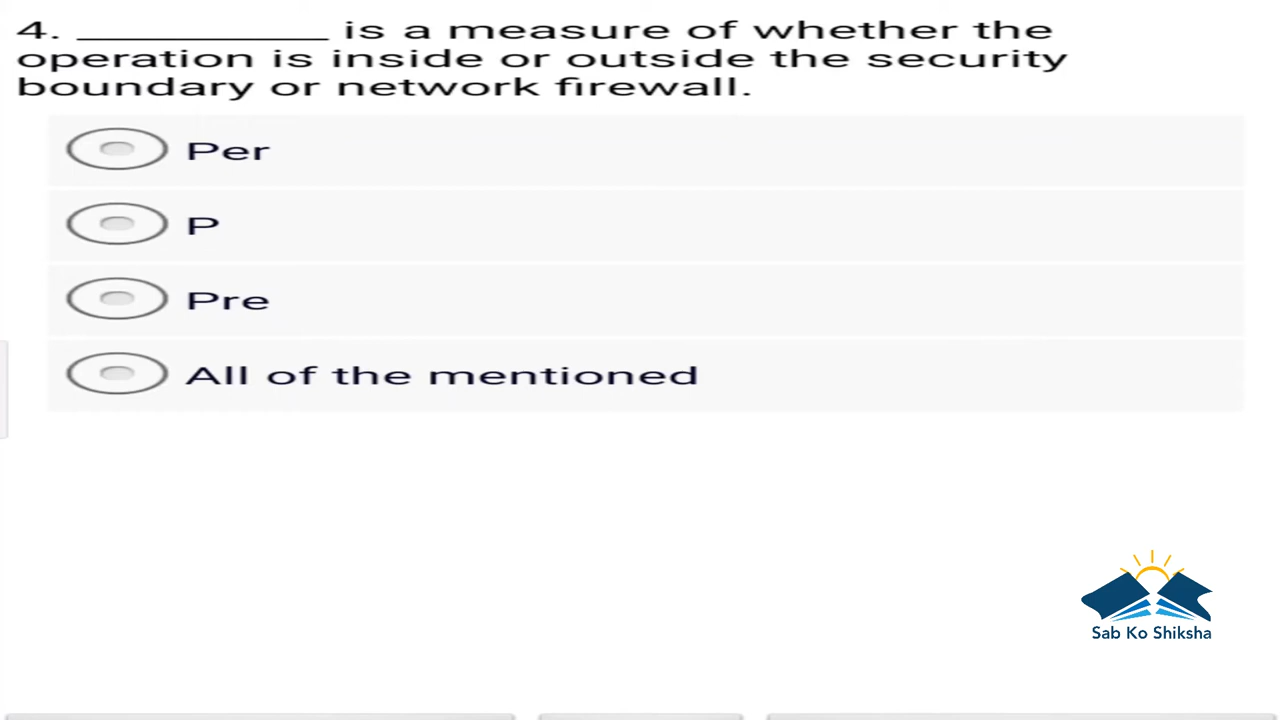 4. __________ is a measure of whether the
operation is inside or outside the security
boundary or network firewall.
Per
P
Pre
All of the mentioned
Sab Ko Shiksha